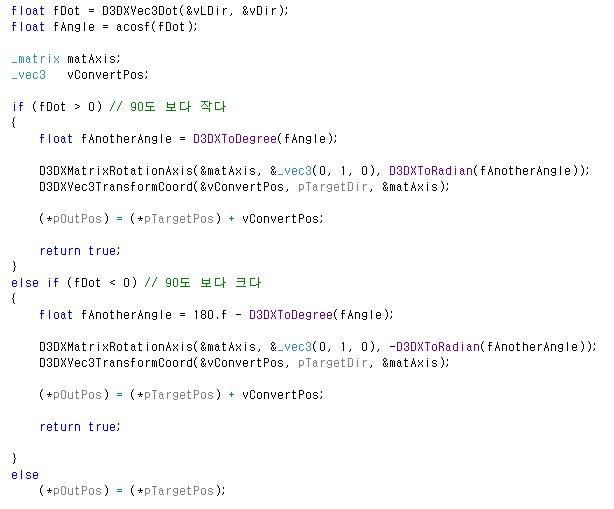 float fDot = D3DXVec3Dot(&vLDir, &vDir);
float fAngle = acosf(fDot);
_matrix matAxis;
_vec3   vConvertPos;
if (fDot > 0) // 90도 보다 작다
{
    float fAnotherAngle = D3DXToDegree(fAngle);
    D3DXMatrixRotationAxis(&matAxis, &_vec3(0, 1, 0), D3DXToRadian(fAnotherAngle));
    D3DXVec3TransformCoord(&vConvertPos, pTargetDir, &matAxis);
    (*pOutPos) = (*pTargetPos) + vConvertPos;
    return true;
}
else if (fDot < 0) // 90도 보다 크다
{
    float fAnotherAngle = 180.f - D3DXToDegree(fAngle);
    D3DXMatrixRotationAxis(&matAxis, &_vec3(0, 1, 0), -D3DXToRadian(fAnotherAngle));
    D3DXVec3TransformCoord(&vConvertPos, pTargetDir, &matAxis);
    (*pOutPos) = (*pTargetPos) + vConvertPos;
    return true;
}
else
    (*pOutPos) = (*pTargetPos);